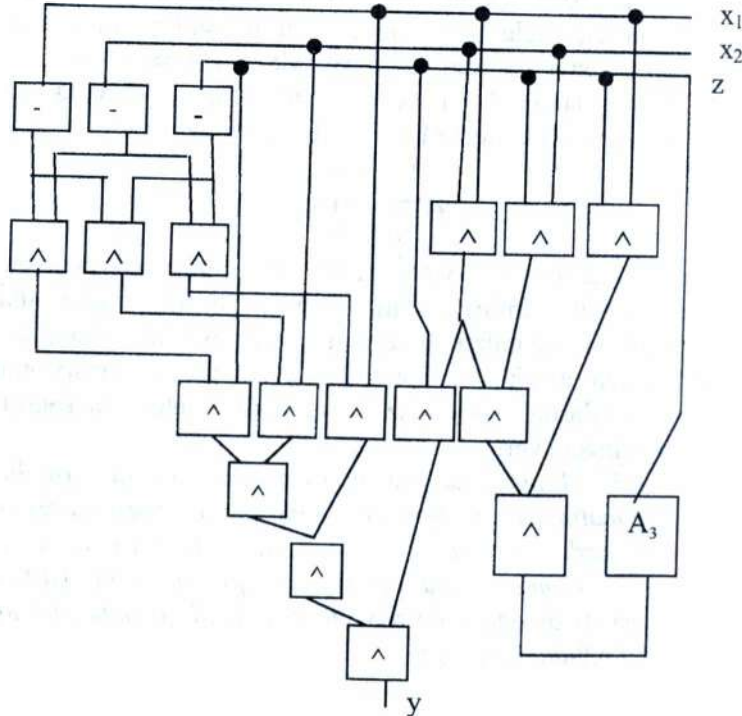 x₁
x₂
z
- - -
^ ^ ^
^ ^ ^
^ ^ ^ ^ ^
^
^ A₃
^
^
y